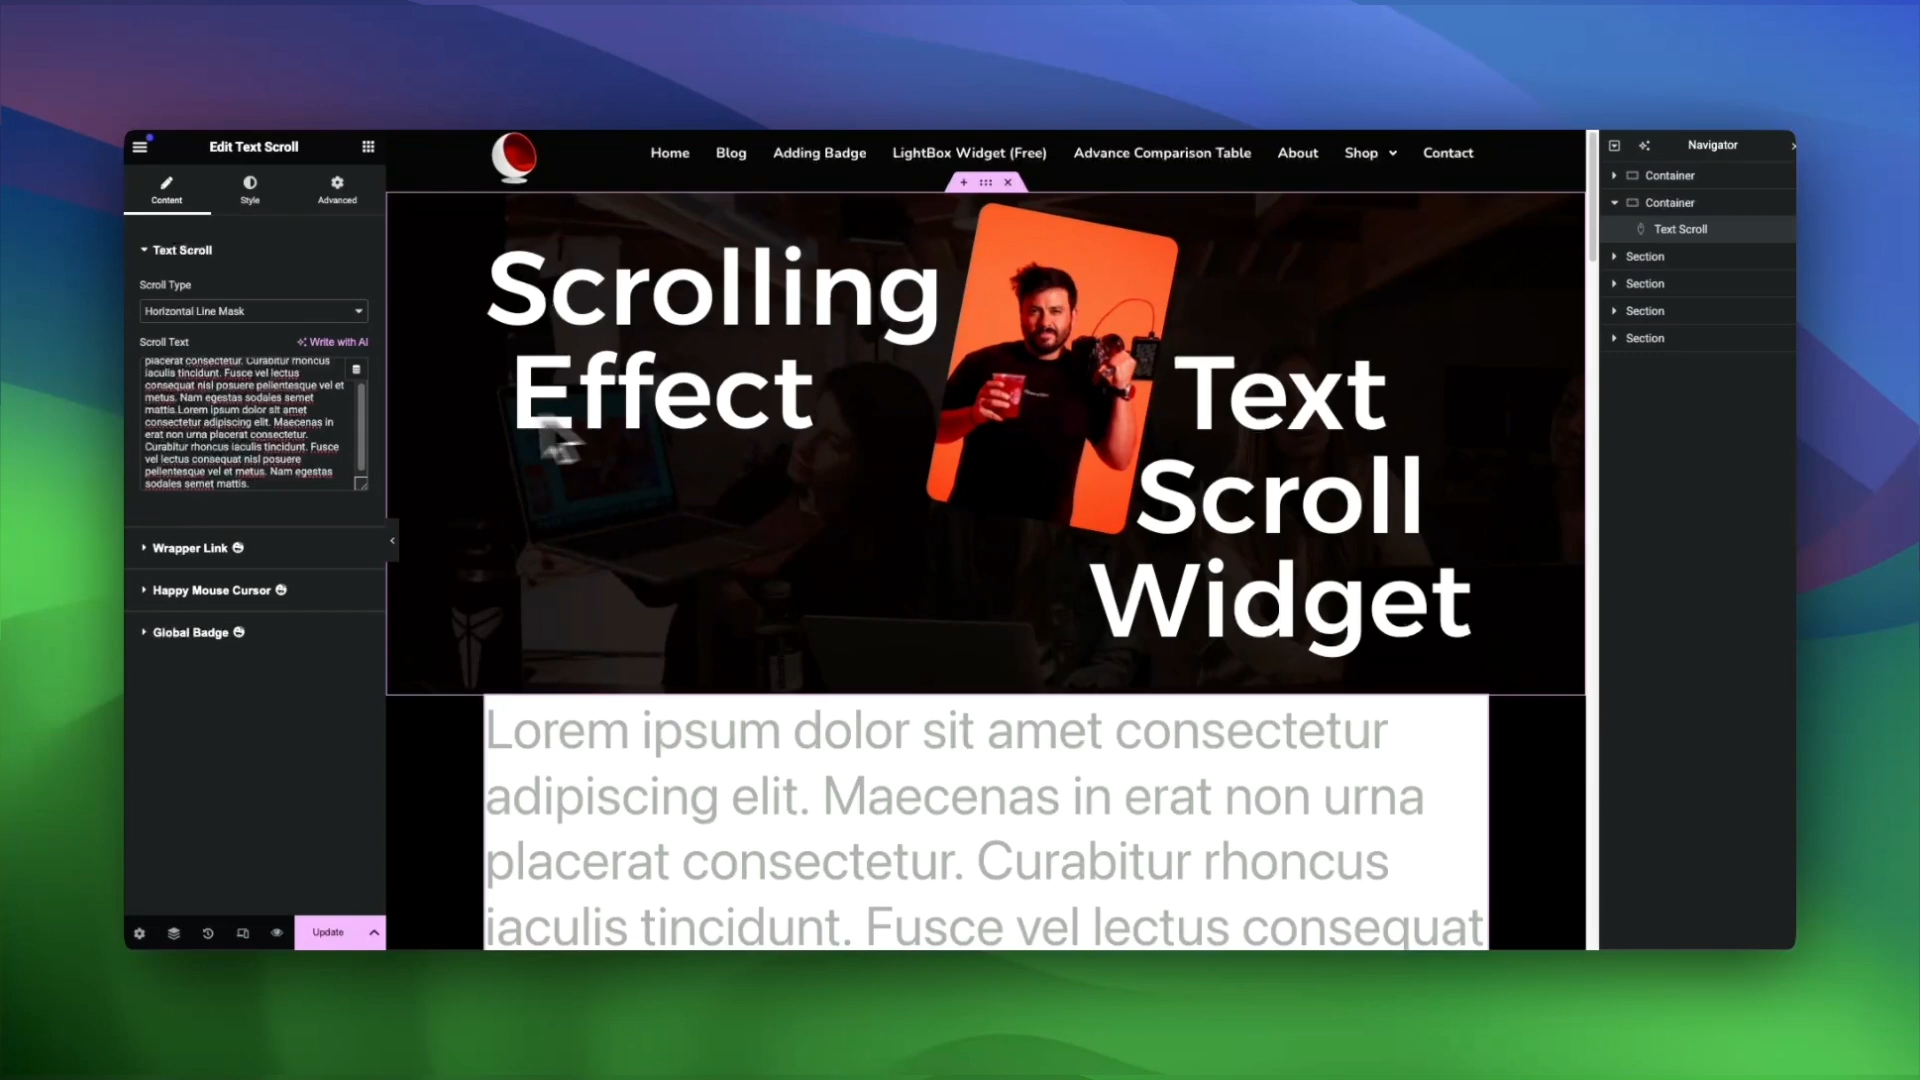 Edit Text Scroll
Content
Style
Advanced
Text Scroll
Scroll Type
Horizontal Line Mask
Scroll Text
Write with AI
placerat consectetur. Curabitur rhoncus
iaculis tincidunt. Fusce vel lectus
consequat nisl posuere pellentesque vel et
metus. Nam egestas sodales semet
mattis.Lorem ipsum dolor sit amet
consectetur adipiscing elit. Maecenas in
erat non urna placerat consectetur.
Curabitur rhoncus iaculis tincidunt. Fusce
vel lectus consequat nisl posuere
pellentesque vel et metus. Nam egestas
sodales semet mattis.
Wrapper Link
Happy Mouse Cursor
Global Badge
Update
Home
Blog
Adding Badge
LightBox Widget (Free)
Advance Comparison Table
About
Shop
Contact
Scrolling
Effect
Text
Scroll
Widget
Lorem ipsum dolor sit amet consectetur
adipiscing elit. Maecenas in erat non urna
placerat consectetur. Curabitur rhoncus
iaculis tincidunt. Fusce vel lectus consequat
Navigator
Container
Container
Text Scroll
Section
Section
Section
Section